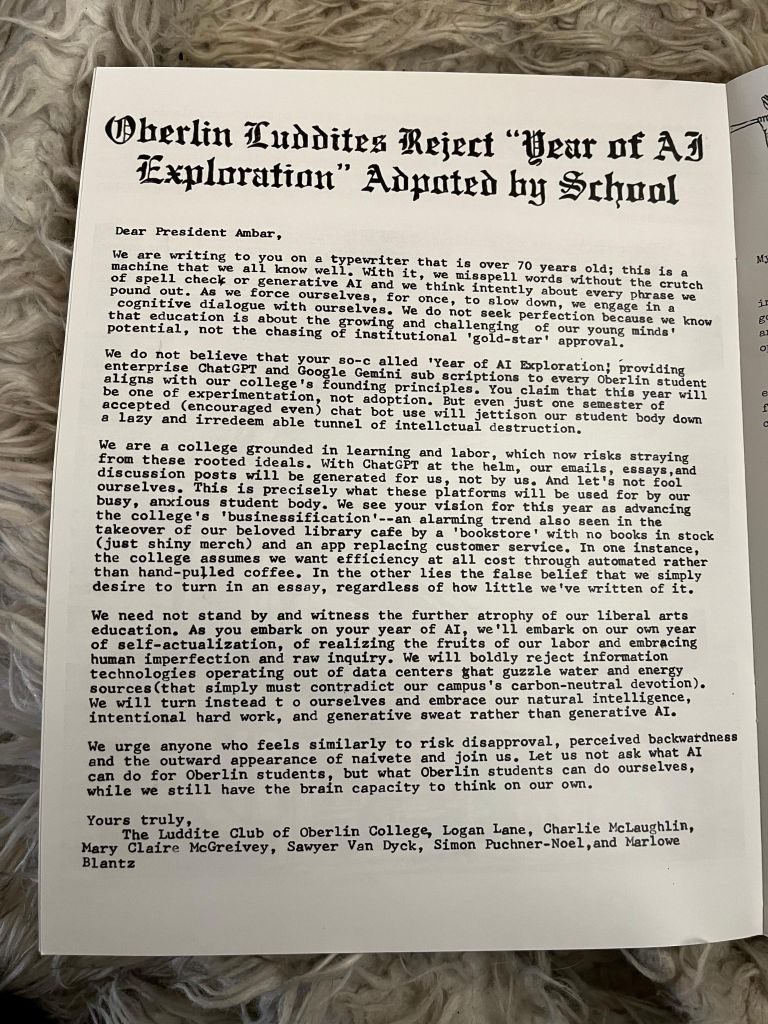 Oberlin Luddites Reject “Year of AI
Exploration” Adpoted by School
Dear President Ambar,
We are writing to you on a typewriter that is over 70 years old; this is a
machine that we all know well. With it, we misspell words without the crutch
of spell check or generative AI and we think intently about every phrase we
pound out. As we force ourselves, for once, to slow down, we engage in a
cognitive dialogue with ourselves. We do not seek perfection because we know
that education is about the growing and challenging of our young minds'
potential, not the chasing of institutional 'gold-star' approval.
We do not believe that your so-c alled 'Year of AI Exploration; providing
enterprise ChatGPT and Google Gemini sub scriptions to every Oberlin student
aligns with our college's founding principles. You claim that this year will
be one of experimentation, not adoption. But even just one semester of
accepted (encouraged even) chat bot use will jettison our student body down
a lazy and irredeem able tunnel of intellctual destruction.
We are a college grounded in learning and labor, which now risks straying
from these rooted ideals. With ChatGPT at the helm, our emails, essays,and
discussion posts will be generated for us, not by us. And let's not fool
ourselves. This is precisely what these platforms will be used for by our
busy, anxious student body. We see your vision for this year as advancing
the college's 'businessification'--an alarming trend also seen in the
takeover of our beloved library cafe by a 'bookstore' with no books in stock
(just shiny merch) and an app replacing customer service. In one instance,
the college assumes we want efficiency at all cost through automated rather
than hand-pulled coffee. In the other lies the false belief that we simply
desire to turn in an essay, regardless of how little we've written of it.
We need not stand by and witness the further atrophy of our liberal arts
education. As you embark on your year of AI, we'll embark on our own year
of self-actualization, of realizing the fruits of our labor and embracing
human imperfection and raw inquiry. We will boldly reject information
technologies operating out of data centers that guzzle water and energy
sources(that simply must contradict our campus's carbon-neutral devotion).
We will turn instead t o ourselves and embrace our natural intelligence,
intentional hard work, and generative sweat rather than generative AI.
We urge anyone who feels similarly to risk disapproval, perceived backwardness
and the outward appearance of naivete and join us. Let us not ask what AI
can do for Oberlin students, but what Oberlin students can do ourselves,
while we still have the brain capacity to think on our own.
Yours truly,
The Luddite Club of Oberlin College, Logan Lane, Charlie McLaughlin,
Mary Claire McGreivey, Sawyer Van Dyck, Simon Puchner-Noel,and Marlowe
Blantz